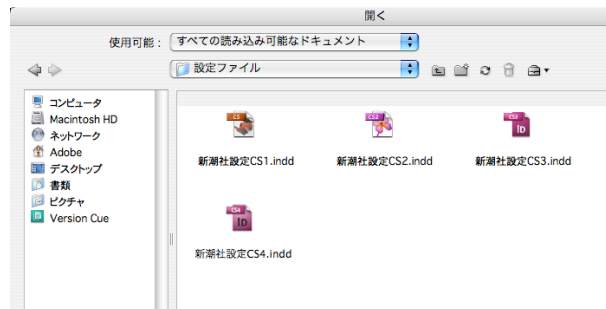 開く
使用可能： すべての読み込み可能なドキュメント
設定ファイル
コンピュータ
Macintosh HD
ネットワーク
Adobe
デスクトップ
書類
ピクチャ
Version Cue
CS
新潮社設定CS1.indd
CS2
新潮社設定CS2.indd
CS3
ID
新潮社設定CS3.indd
CS4
ID
新潮社設定CS4.indd